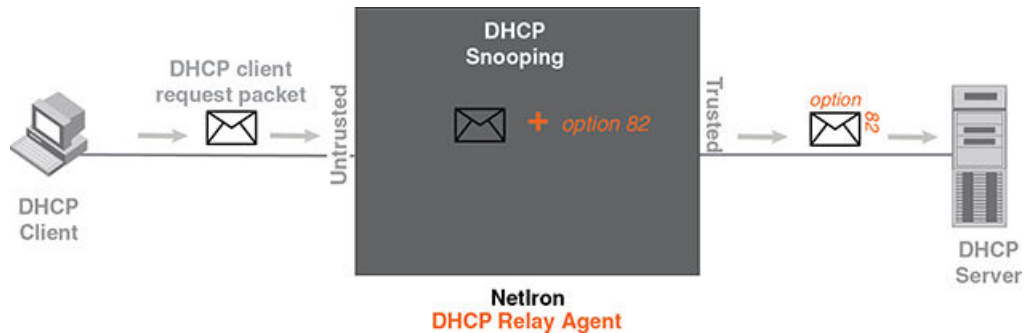 DHCP
Snooping
DHCP client
request packet
Untrusted
+ option 82
Trusted
option
82
DHCP
Client
DHCP
Server
NetIron
DHCP Relay Agent